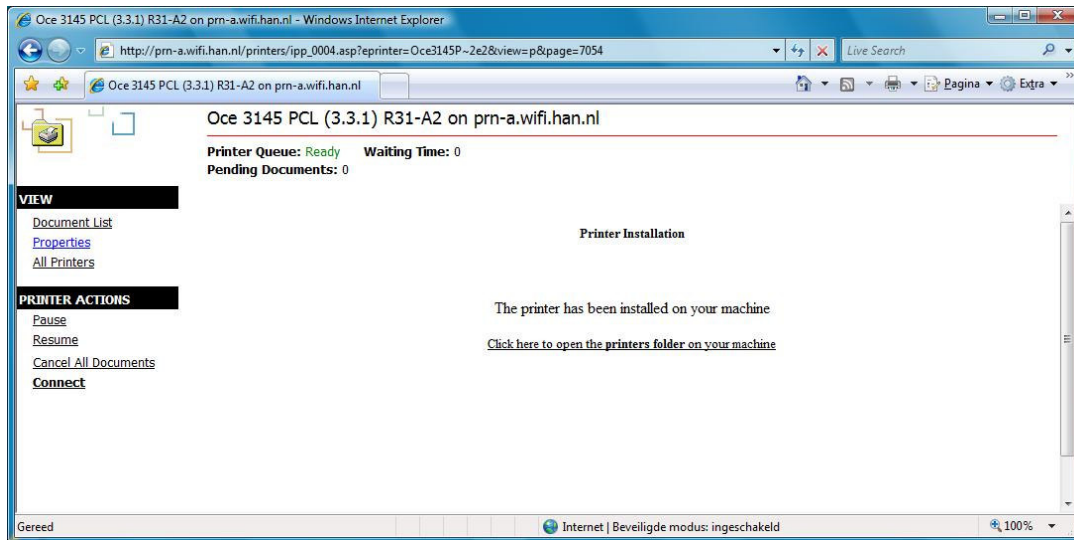 Oce 3145 PCL (3.3.1) R31-A2 on prn-a.wifi.han.nl - Windows Internet Explorer
http://prn-a.wifi.han.nl/printers/ipp_0004.asp?eprinter=Oce3145P~2e2&view=p&page=7054
Live Search
Oce 3145 PCL (3.3.1) R31-A2 on prn-a.wifi.han.nl
Pagina
Extra
Oce 3145 PCL (3.3.1) R31-A2 on prn-a.wifi.han.nl
Printer Queue: Ready Waiting Time: 0
Pending Documents: 0
VIEW
Document List
Properties
All Printers
PRINTER ACTIONS
Pause
Resume
Cancel All Documents
Connect
Printer Installation
The printer has been installed on your machine
Click here to open the printers folder on your machine
Gereed
Internet | Beveiligde modus: ingeschakeld
100%